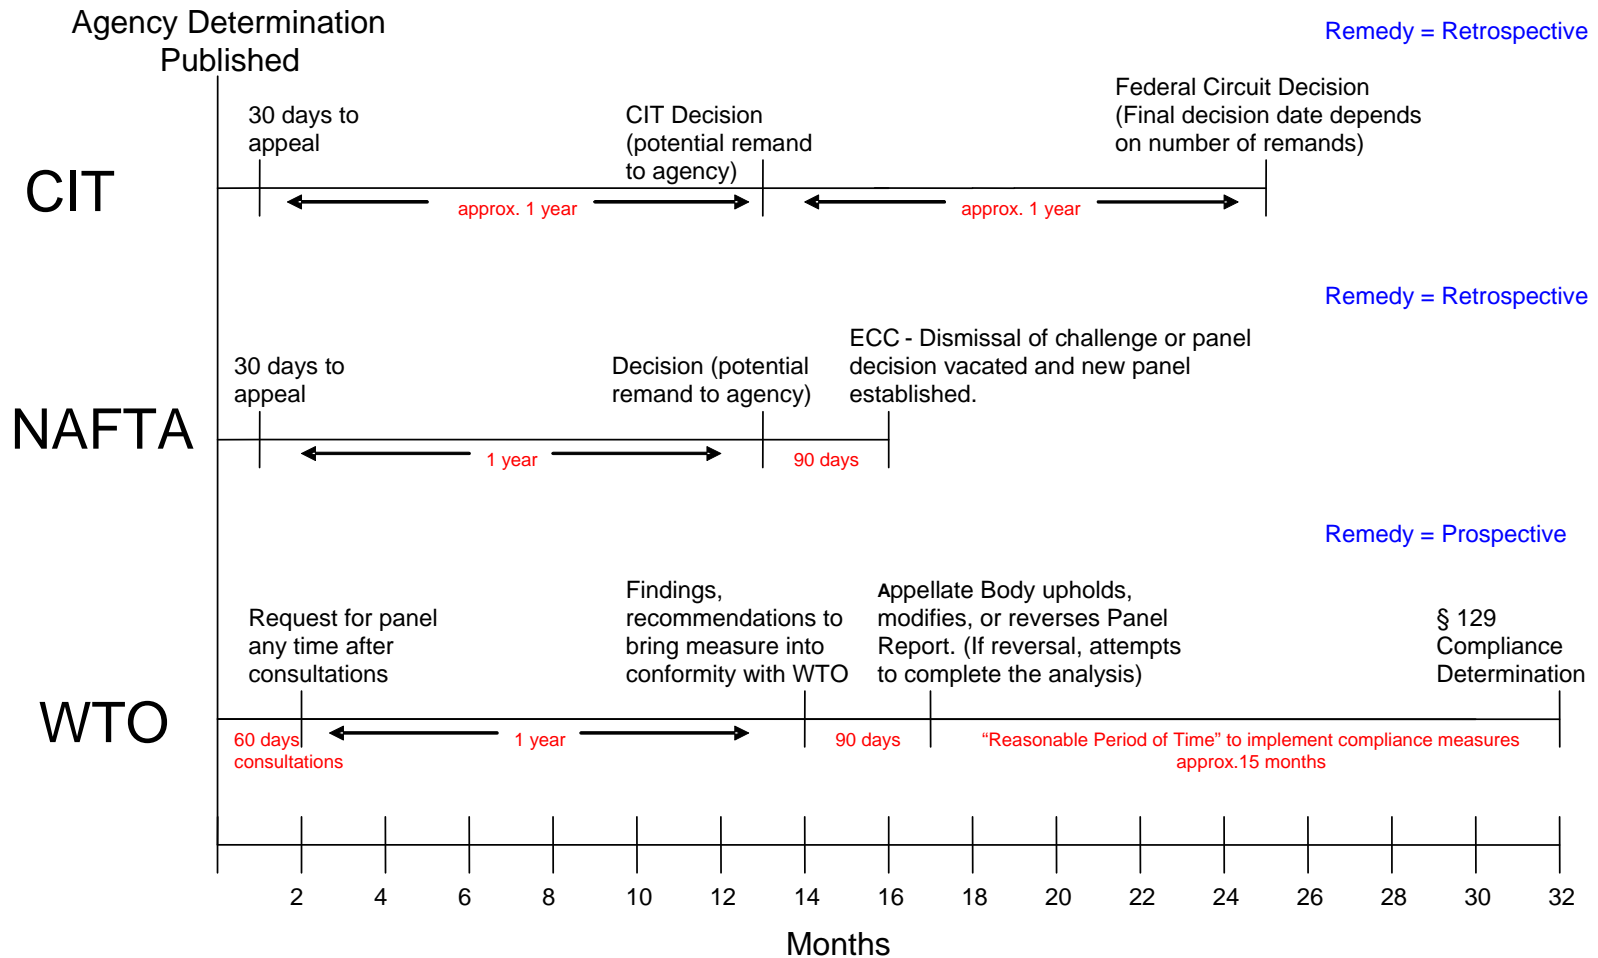 Agency Determination
Published
Remedy = Retrospective
CIT
30 days to
appeal
CIT Decision
(potential remand
to agency)
Federal Circuit Decision
(Final decision date depends
on number of remands)
approx. 1 year
approx. 1 year
Remedy = Retrospective
NAFTA
30 days to
appeal
Decision (potential
remand to agency)
ECC - Dismissal of challenge or panel
decision vacated and new panel
established.
1 year
90 days
Remedy = Prospective
WTO
Request for panel
any time after
consultations
Findings,
recommendations to
bring measure into
conformity with WTO
Appellate Body upholds,
modifies, or reverses Panel
Report. (If reversal, attempts
to complete the analysis)
§ 129
Compliance
Determination
60 days
consultations
1 year
90 days
“Reasonable Period of Time” to implement compliance measures
approx.15 months
2 4 6 8 10 12 14 16 18 20 22 24 26 28 30 32
Months